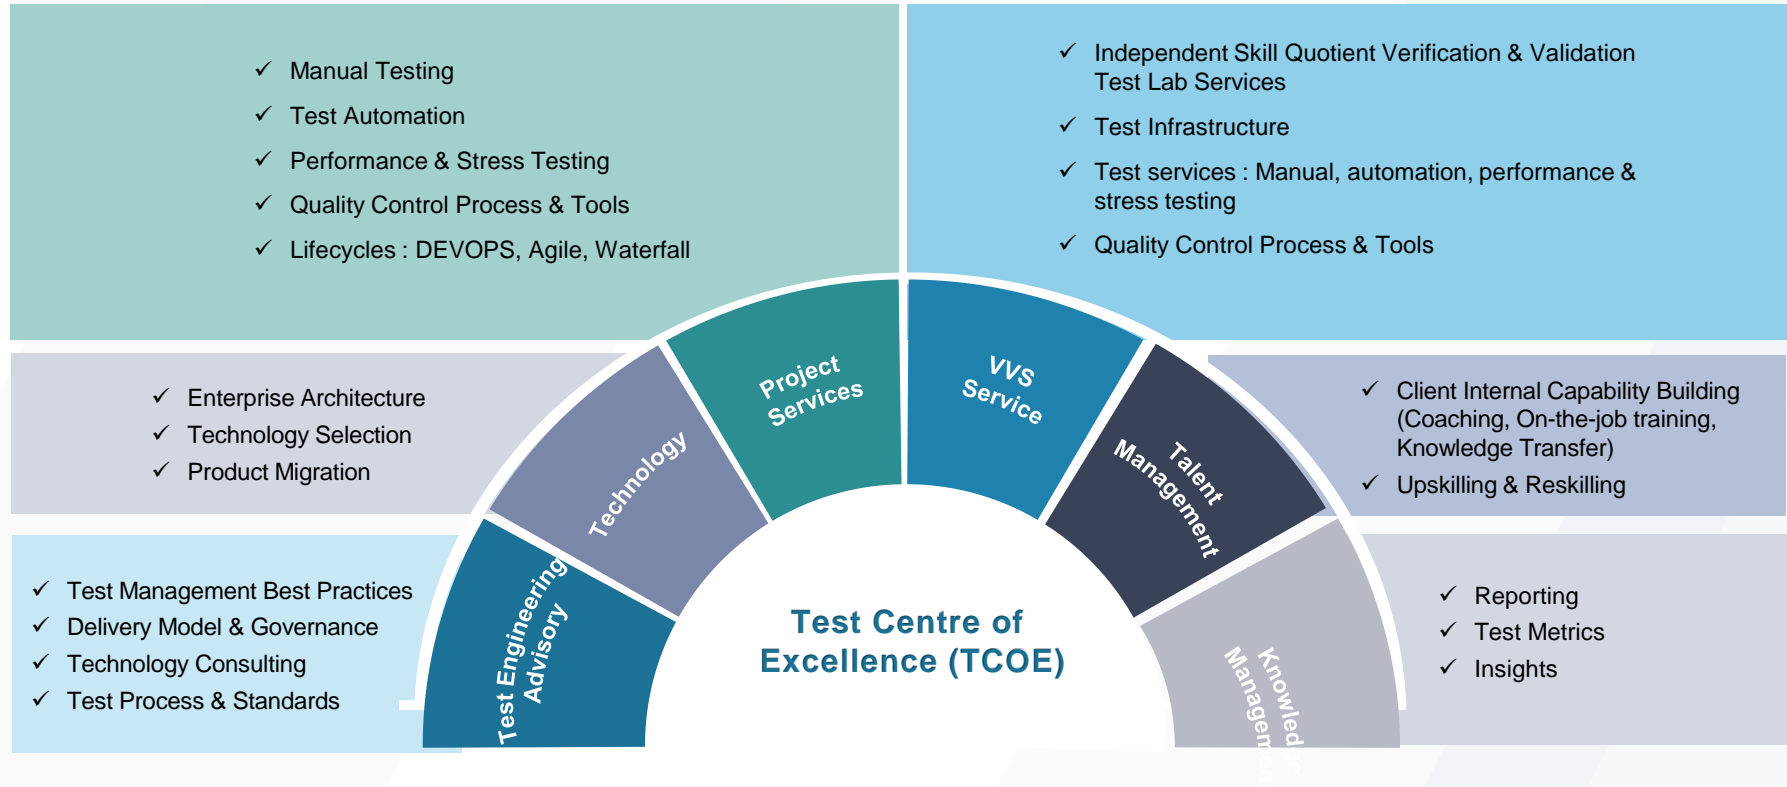 Manual Testing
Test Automation
Performance & Stress Testing
Quality Control Process & Tools
Lifecycles : DEVOPS, Agile, Waterfall
Independent Skill Quotient Verification & Validation
Test Lab Services
Test Infrastructure
Test services : Manual, automation, performance &
stress testing
Quality Control Process & Tools
Enterprise Architecture
Technology Selection
Product Migration
Client Internal Capability Building
(Coaching, On-the-job training,
Knowledge Transfer)
Upskilling & Reskilling
Test Management Best Practices
Delivery Model & Governance
Technology Consulting
Test Process & Standards
Reporting
Test Metrics
Insights
Test Engineering
Advisory
Technology
Project
Services
VVS
Service
Talent
Management
Knowledge
Management
Test Centre of
Excellence (TCOE)